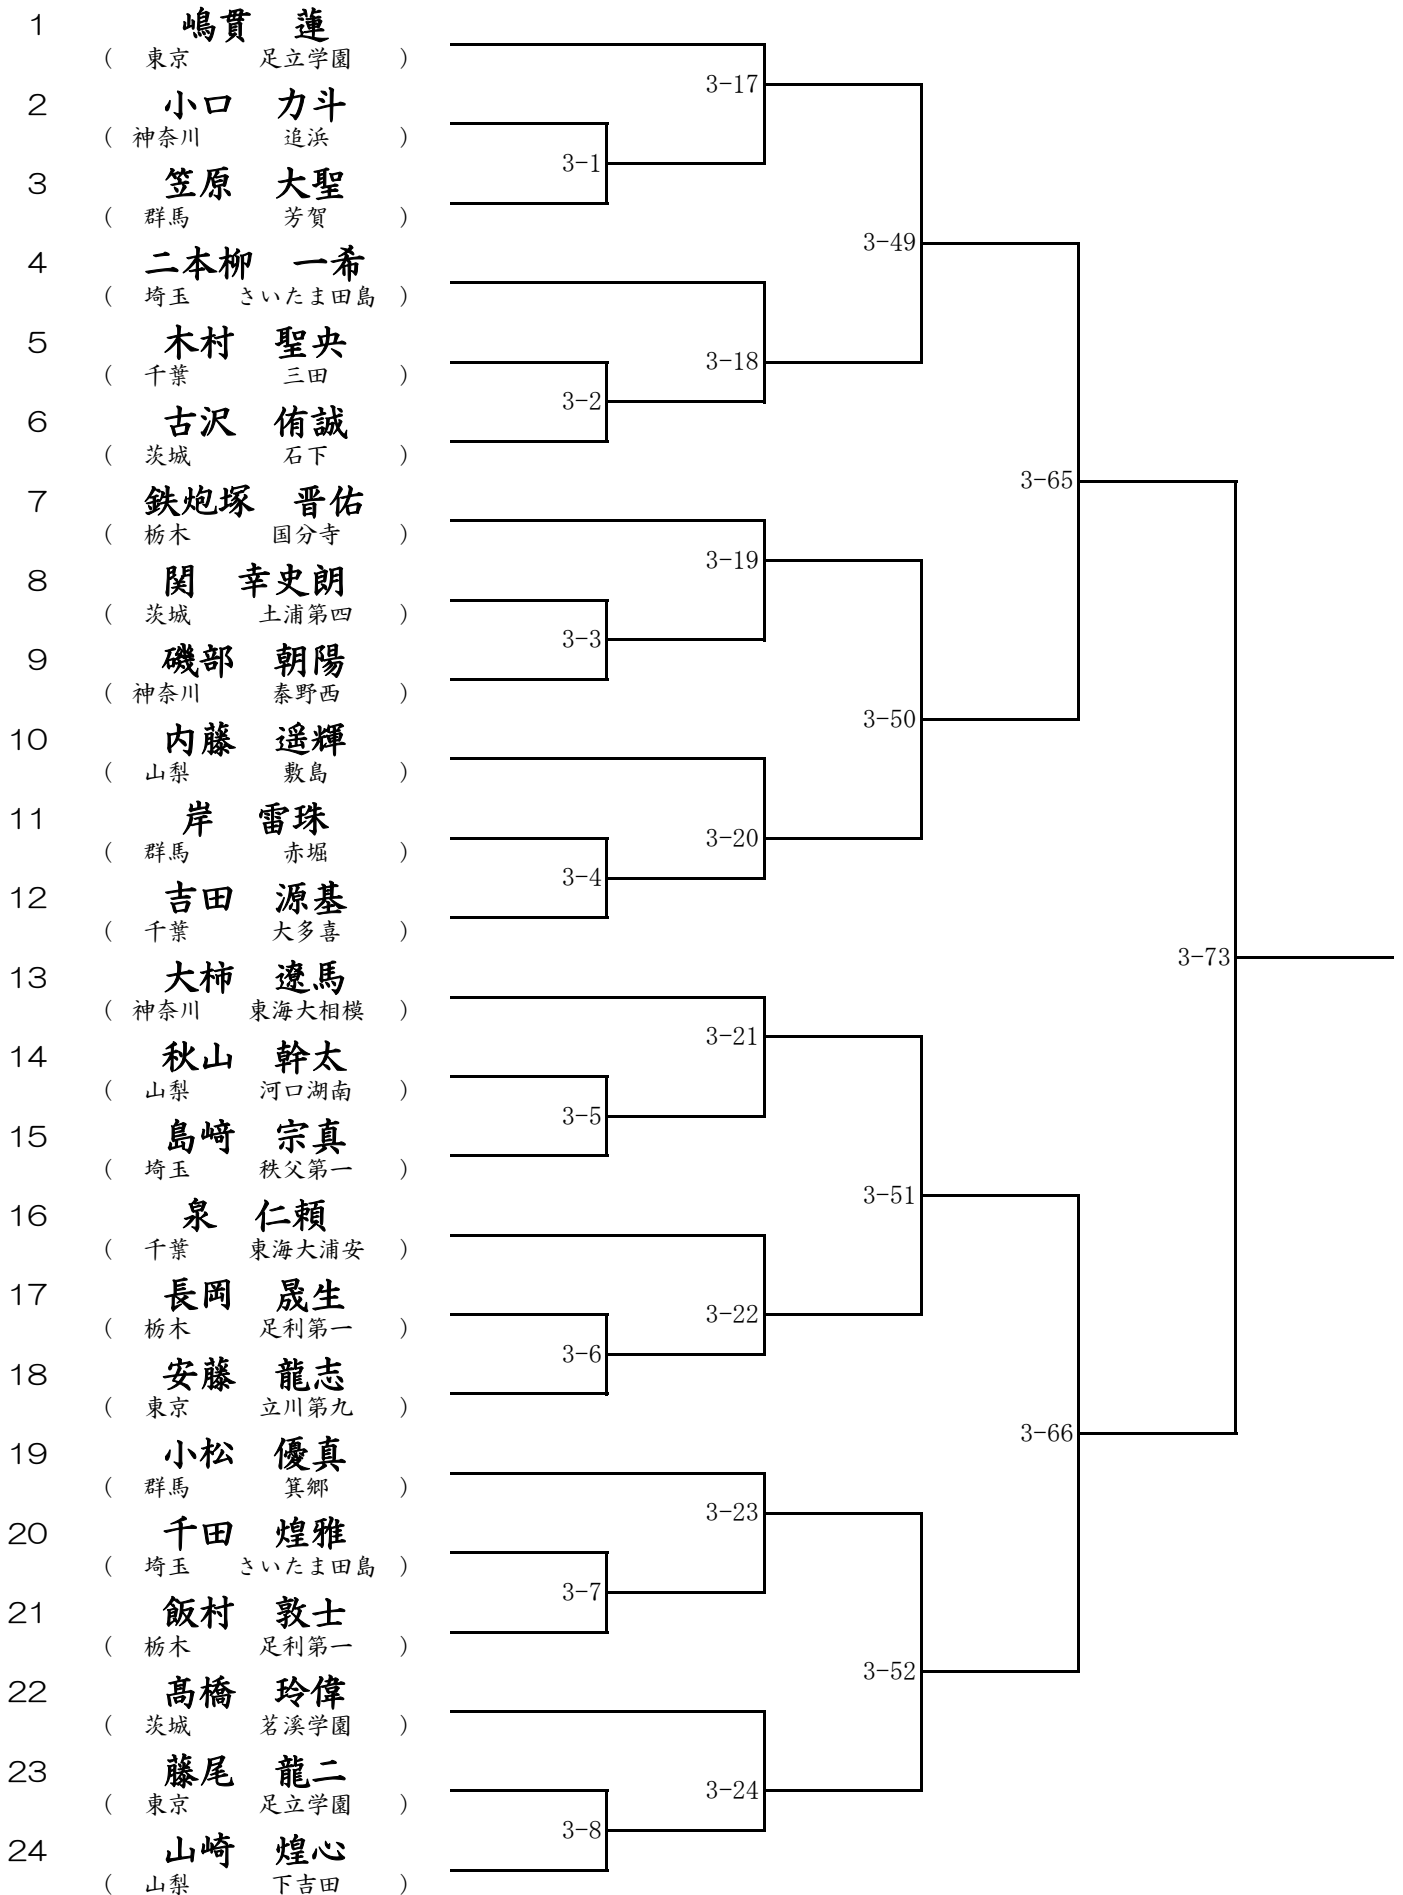 1 嶋貫 蓮
( 東京 足立学園 )
3-17
2 小口 力斗
( 神奈川 追浜 )
3-1
3 笠原 大聖
( 群馬 芳賀 )
3-49
4 二本柳 一希
( 埼玉 さいたま田島 )
5 木村 聖央
( 千葉 三田 )
3-18
3-2
6 古沢 侑誠
( 茨城 石下 )
3-65
7 鉄炮塚 晋佑
( 栃木 国分寺 )
3-19
8 関 幸史朗
( 茨城 土浦第四 )
3-3
9 磯部 朝陽
( 神奈川 秦野西 )
3-50
10 内藤 遥輝
( 山梨 敷島 )
11 岸 雷珠
( 群馬 赤堀 )
3-20
3-4
12 吉田 源基
( 千葉 大多喜 )
3-73
13 大柿 遼馬
( 神奈川 東海大相模 )
3-21
14 秋山 幹太
( 山梨 河口湖南 )
3-5
15 島﨑 宗真
( 埼玉 秩父第一 )
3-51
16 泉 仁頼
( 千葉 東海大浦安 )
17 長岡 晟生
( 栃木 足利第一 )
3-22
3-6
18 安藤 龍志
( 東京 立川第九 )
3-66
19 小松 優真
( 群馬 箕郷 )
3-23
20 千田 煌雅
( 埼玉 さいたま田島 )
3-7
21 飯村 敦士
( 栃木 足利第一 )
3-52
22 髙橋 玲偉
( 茨城 茗溪学園 )
23 藤尾 龍二
( 東京 足立学園 )
3-24
3-8
24 山崎 煌心
( 山梨 下吉田 )